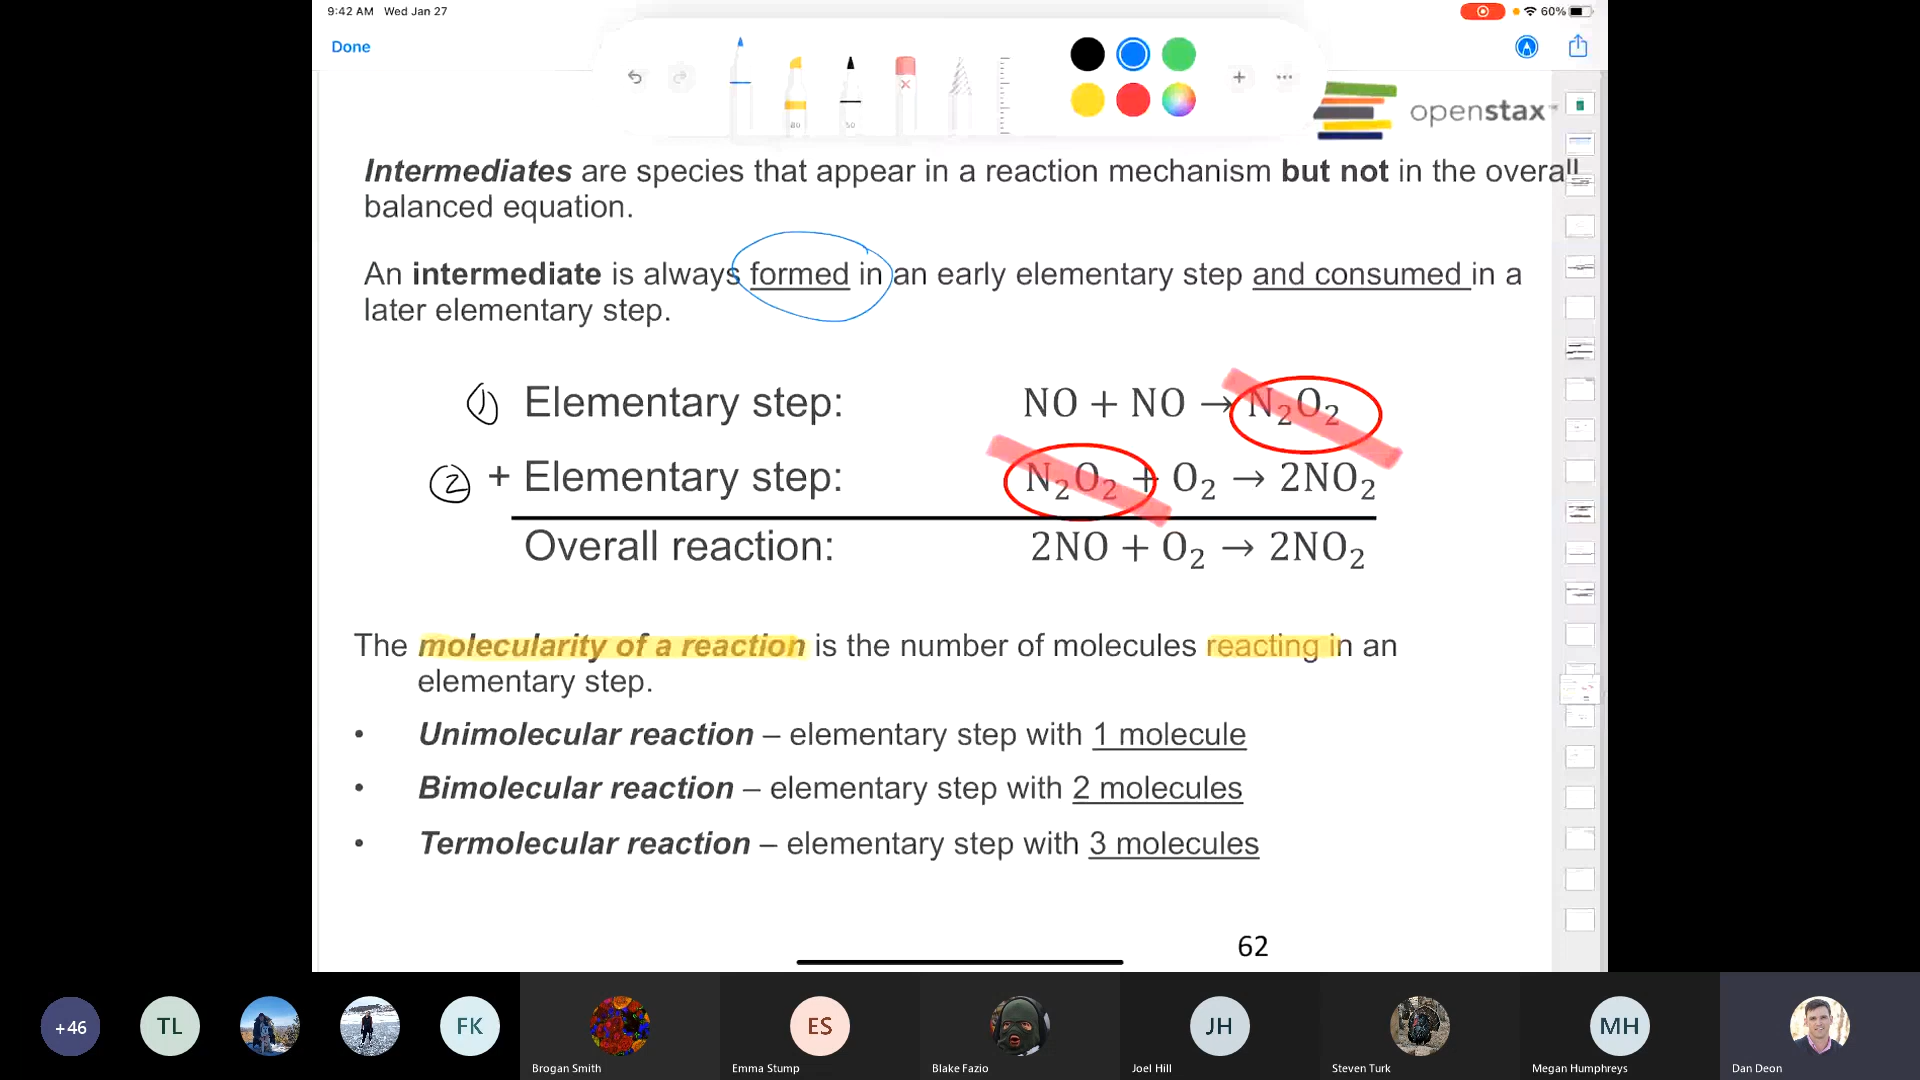 9:42 AM Wed Jan 27
60%
Done
80
50
openstax™
Intermediates are species that appear in a reaction mechanism but not in the overall
balanced equation.
An intermediate is always formed in an early elementary step and consumed in a
later elementary step.
① Elementary step: NO + NO → N₂O₂
② + Elementary step: N₂O₂ + O₂ → 2NO₂
Overall reaction: 2NO + O₂ → 2NO₂
The molecularity of a reaction is the number of molecules reacting in an
elementary step.
• Unimolecular reaction – elementary step with 1 molecule
• Bimolecular reaction – elementary step with 2 molecules
• Termolecular reaction – elementary step with 3 molecules
62
+46 TL FK ES JH MH
Brogan Smith Emma Stump Blake Fazio Joel Hill Steven Turk Megan Humphreys Dan Deon